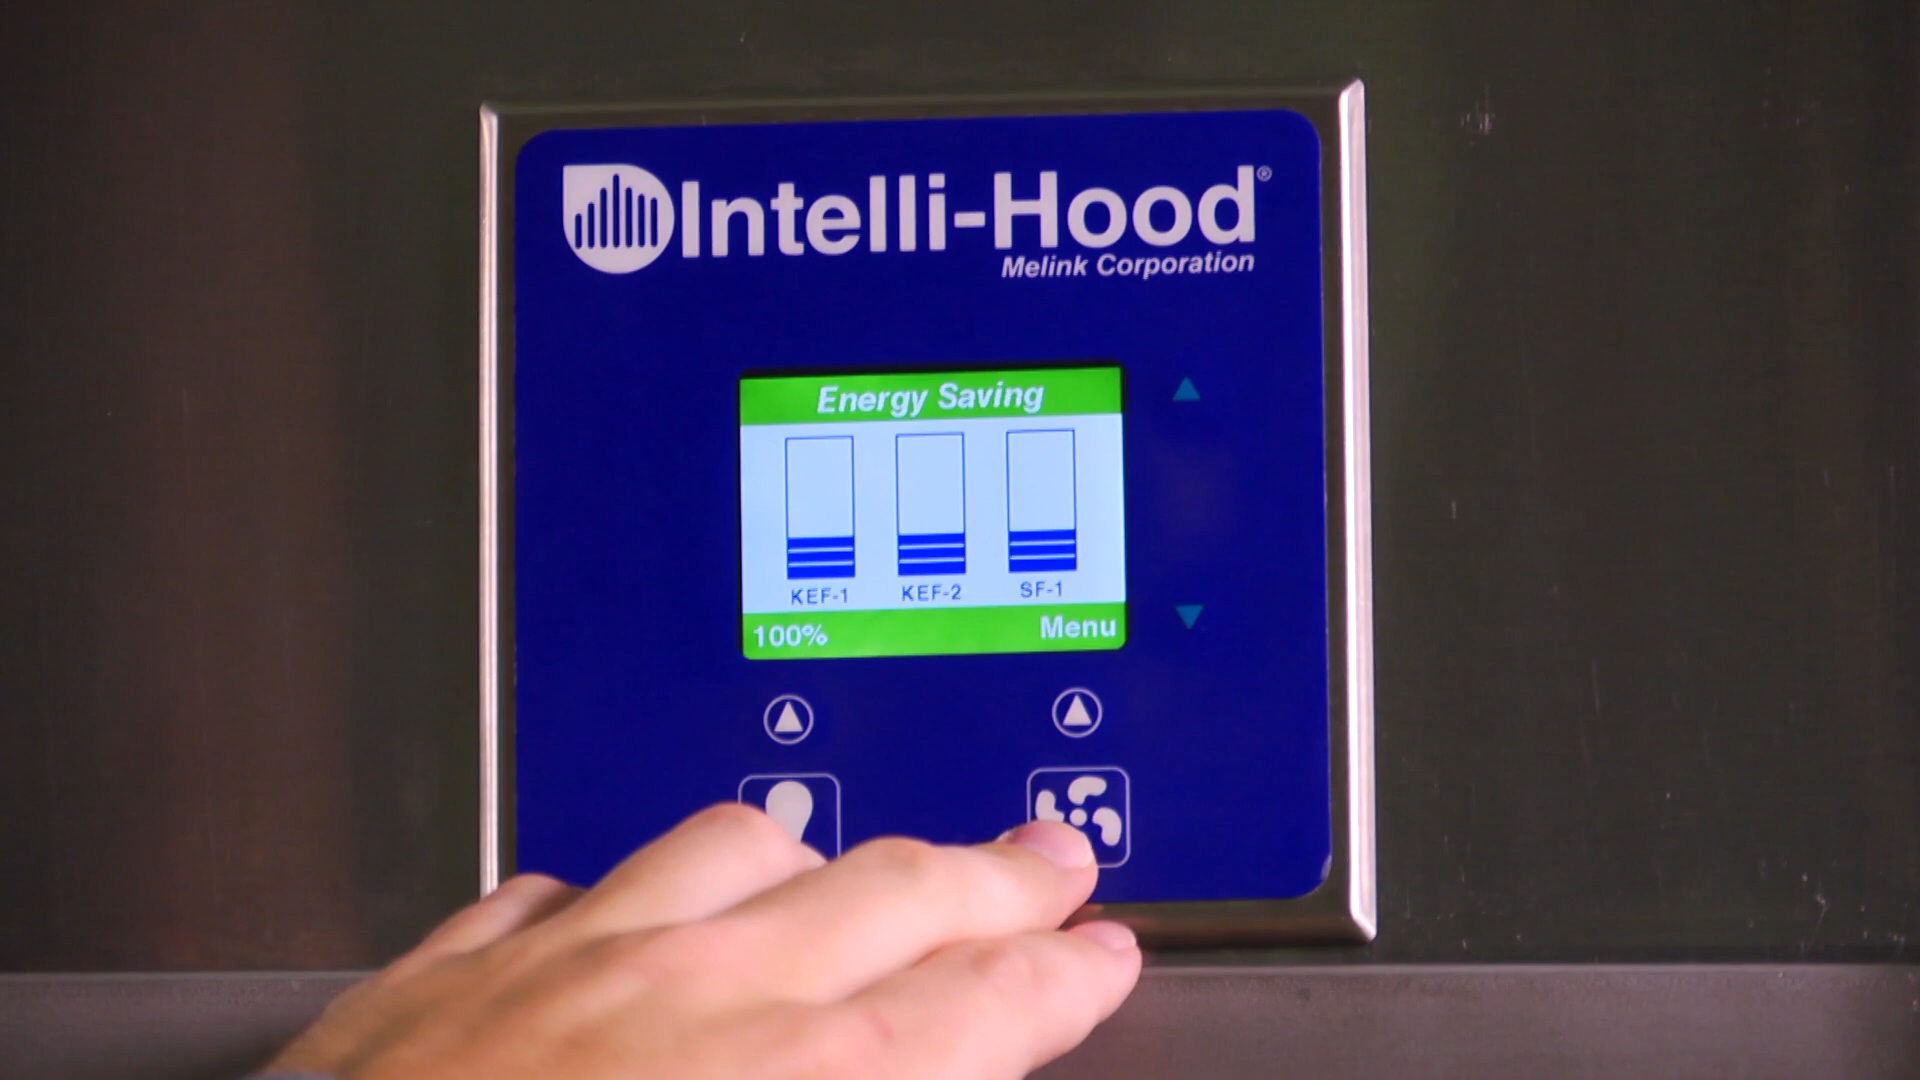 Intelli-Hood®
Melink Corporation
Energy Saving
KEF-1 KEF-2 SF-1
100% Menu